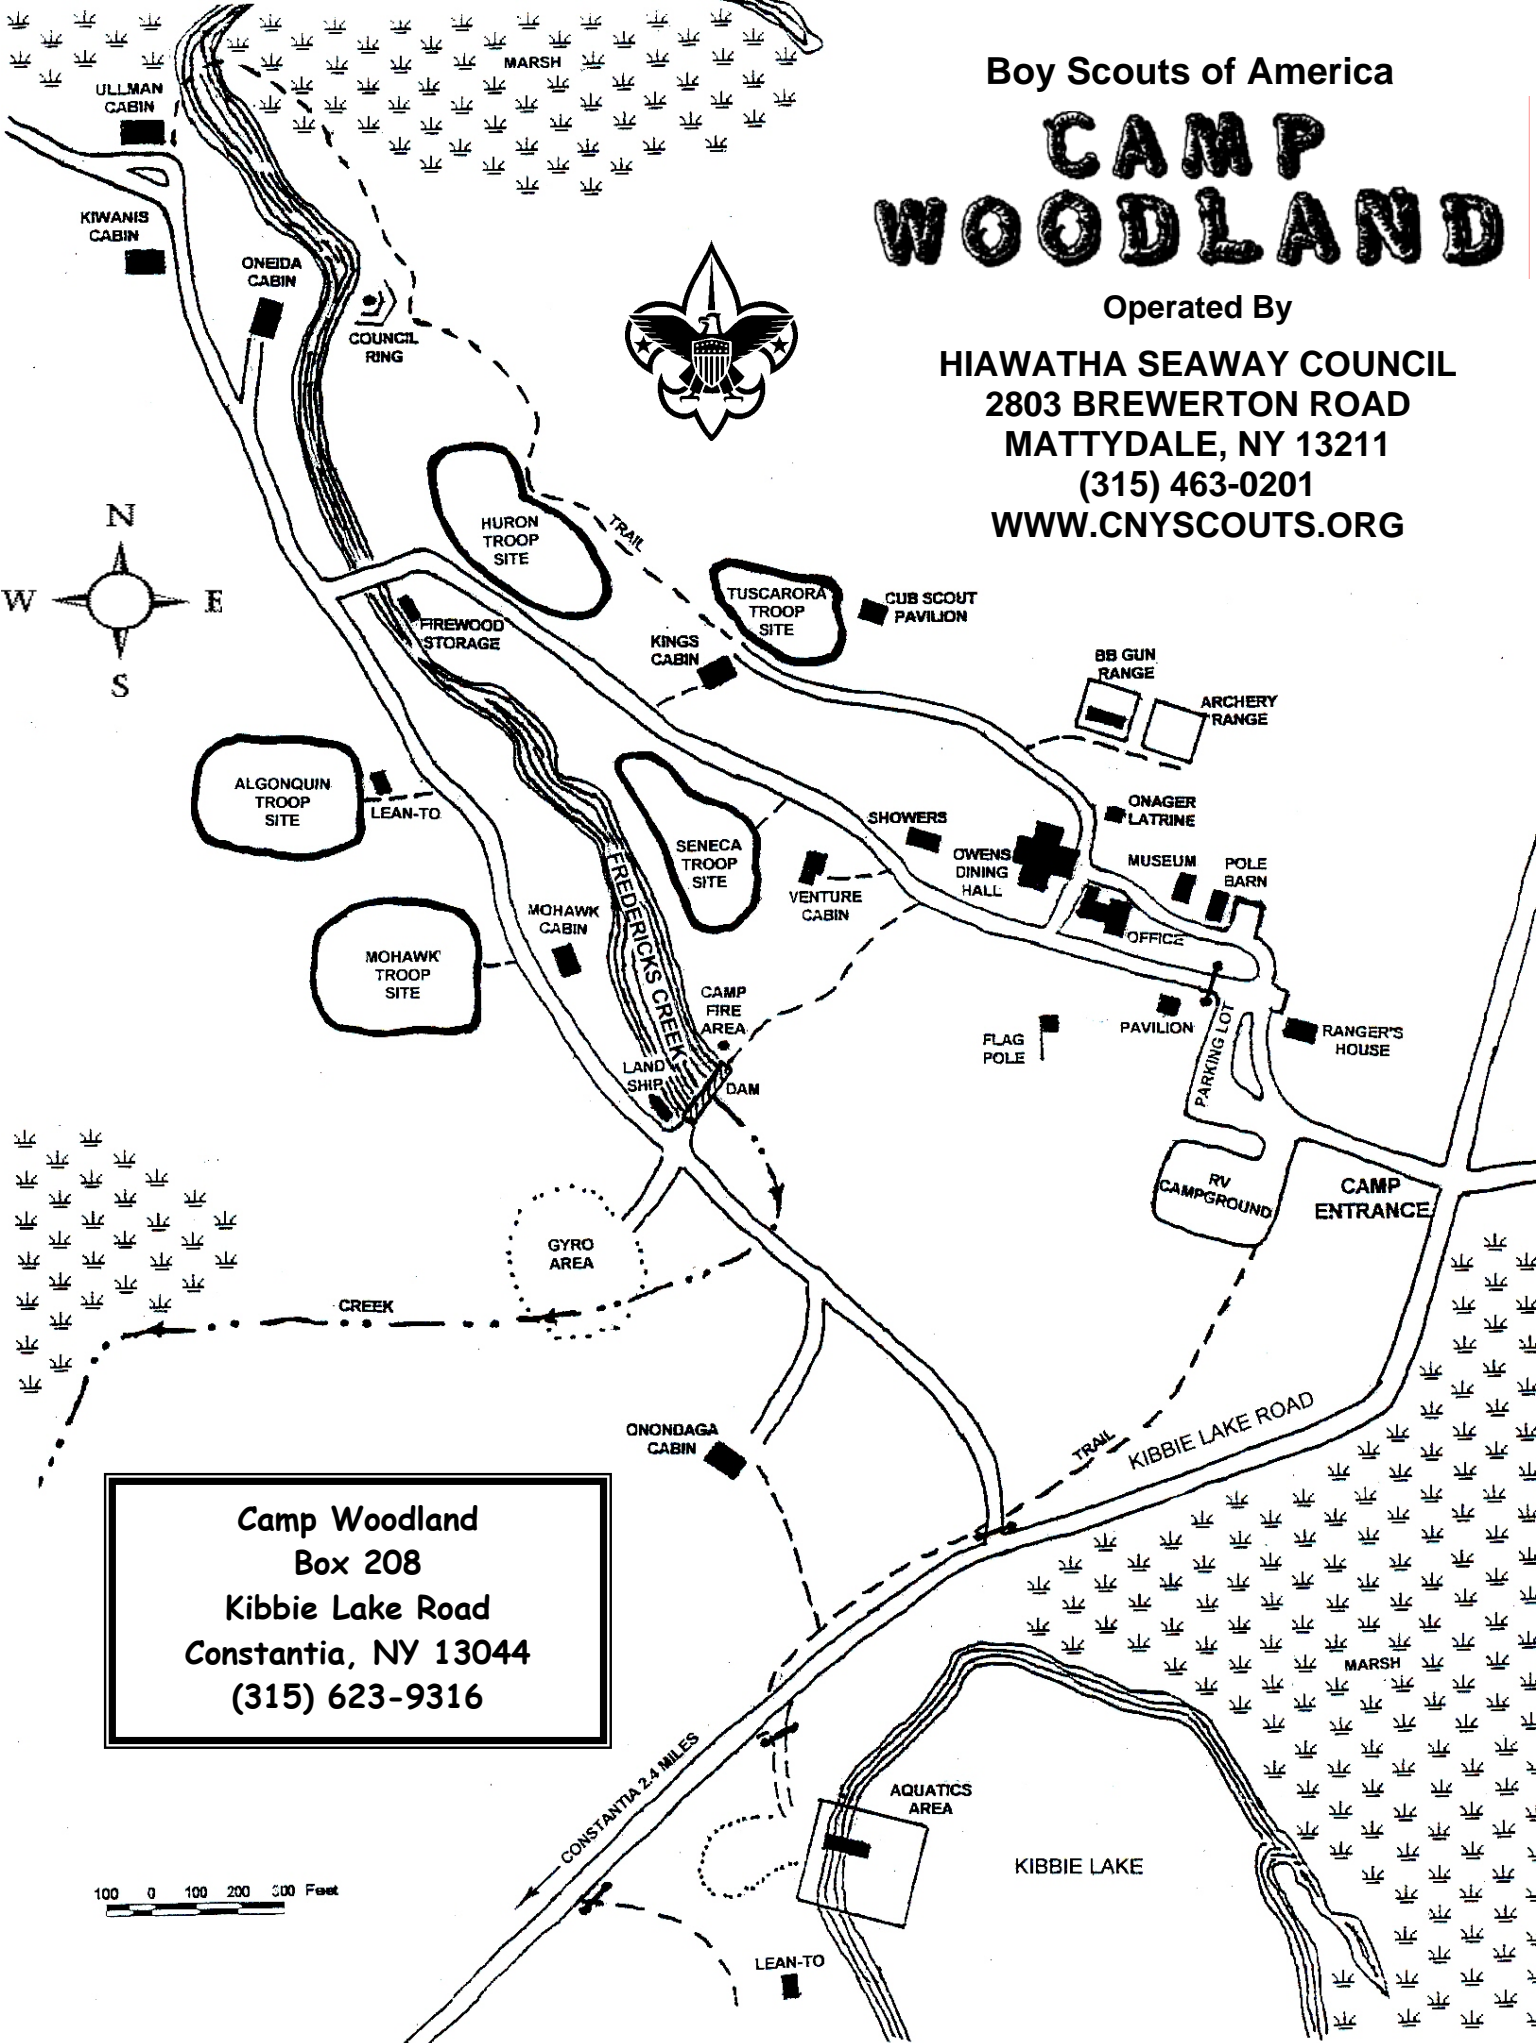 Boy Scouts of America
CAMP
WOODLAND
Operated By
HIAWATHA SEAWAY COUNCIL
2803 BREWERTON ROAD
MATTYDALE, NY 13211
(315) 463-0201
WWW.CNYSCOUTS.ORG
MARSH
ULLMAN
CABIN
KIWANIS
CABIN
ONEIDA
CABIN
COUNCIL
RING
N
W
E
S
HURON
TROOP
SITE
TRAIL
TUSCARORA
TROOP
SITE
CUB SCOUT
PAVILION
FIREWOOD
STORAGE
KINGS
CABIN
BB GUN
RANGE
ARCHERY
RANGE
ALGONQUIN
TROOP
SITE
LEAN-TO
SENECA
TROOP
SITE
SHOWERS
VENTURE
CABIN
OWENS
DINING
HALL
ONAGER
LATRINE
MUSEUM
POLE
BARN
OFFICE
MOHAWK
CABIN
MOHAWK
TROOP
SITE
FREDERICKS CREEK
CAMP
FIRE
AREA
LAND
SHIP
DAM
FLAG
POLE
PAVILION
PARKING LOT
RANGER'S
HOUSE
RV
CAMPGROUND
CAMP
ENTRANCE
GYRO
AREA
CREEK
ONONDAGA
CABIN
TRAIL
KIBBIE LAKE ROAD
Camp Woodland
Box 208
Kibbie Lake Road
Constantia, NY 13044
(315) 623-9316
MARSH
CONSTANTIA 2.4 MILES
AQUATICS
AREA
KIBBIE LAKE
100 0 100 200 300 Feet
LEAN-TO